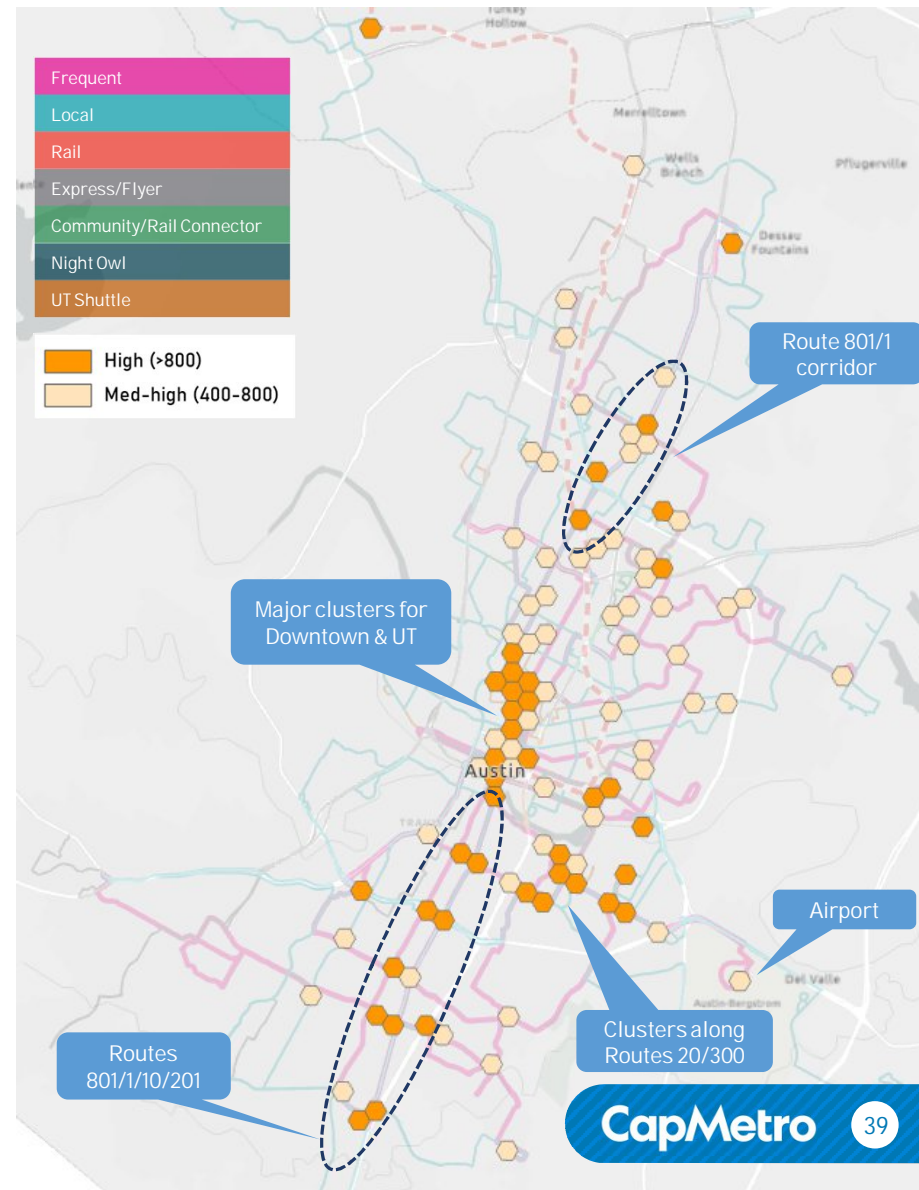 Turkey
Hollow
Frequent
Local
Rail
Express/Flyer
Community/Rail Connector
Night Owl
UT Shuttle
High (>800)
Med-high (400-800)
Merrelltown
Wells
Branch
Pflugerville
Dessau
Fountains
Route 801/1
corridor
Major clusters for
Downtown & UT
Austin
TRAVIS
Airport
Del Valle
Austin-Bergstrom
Clusters along
Routes 20/300
Routes
801/1/10/201
CapMetro
39